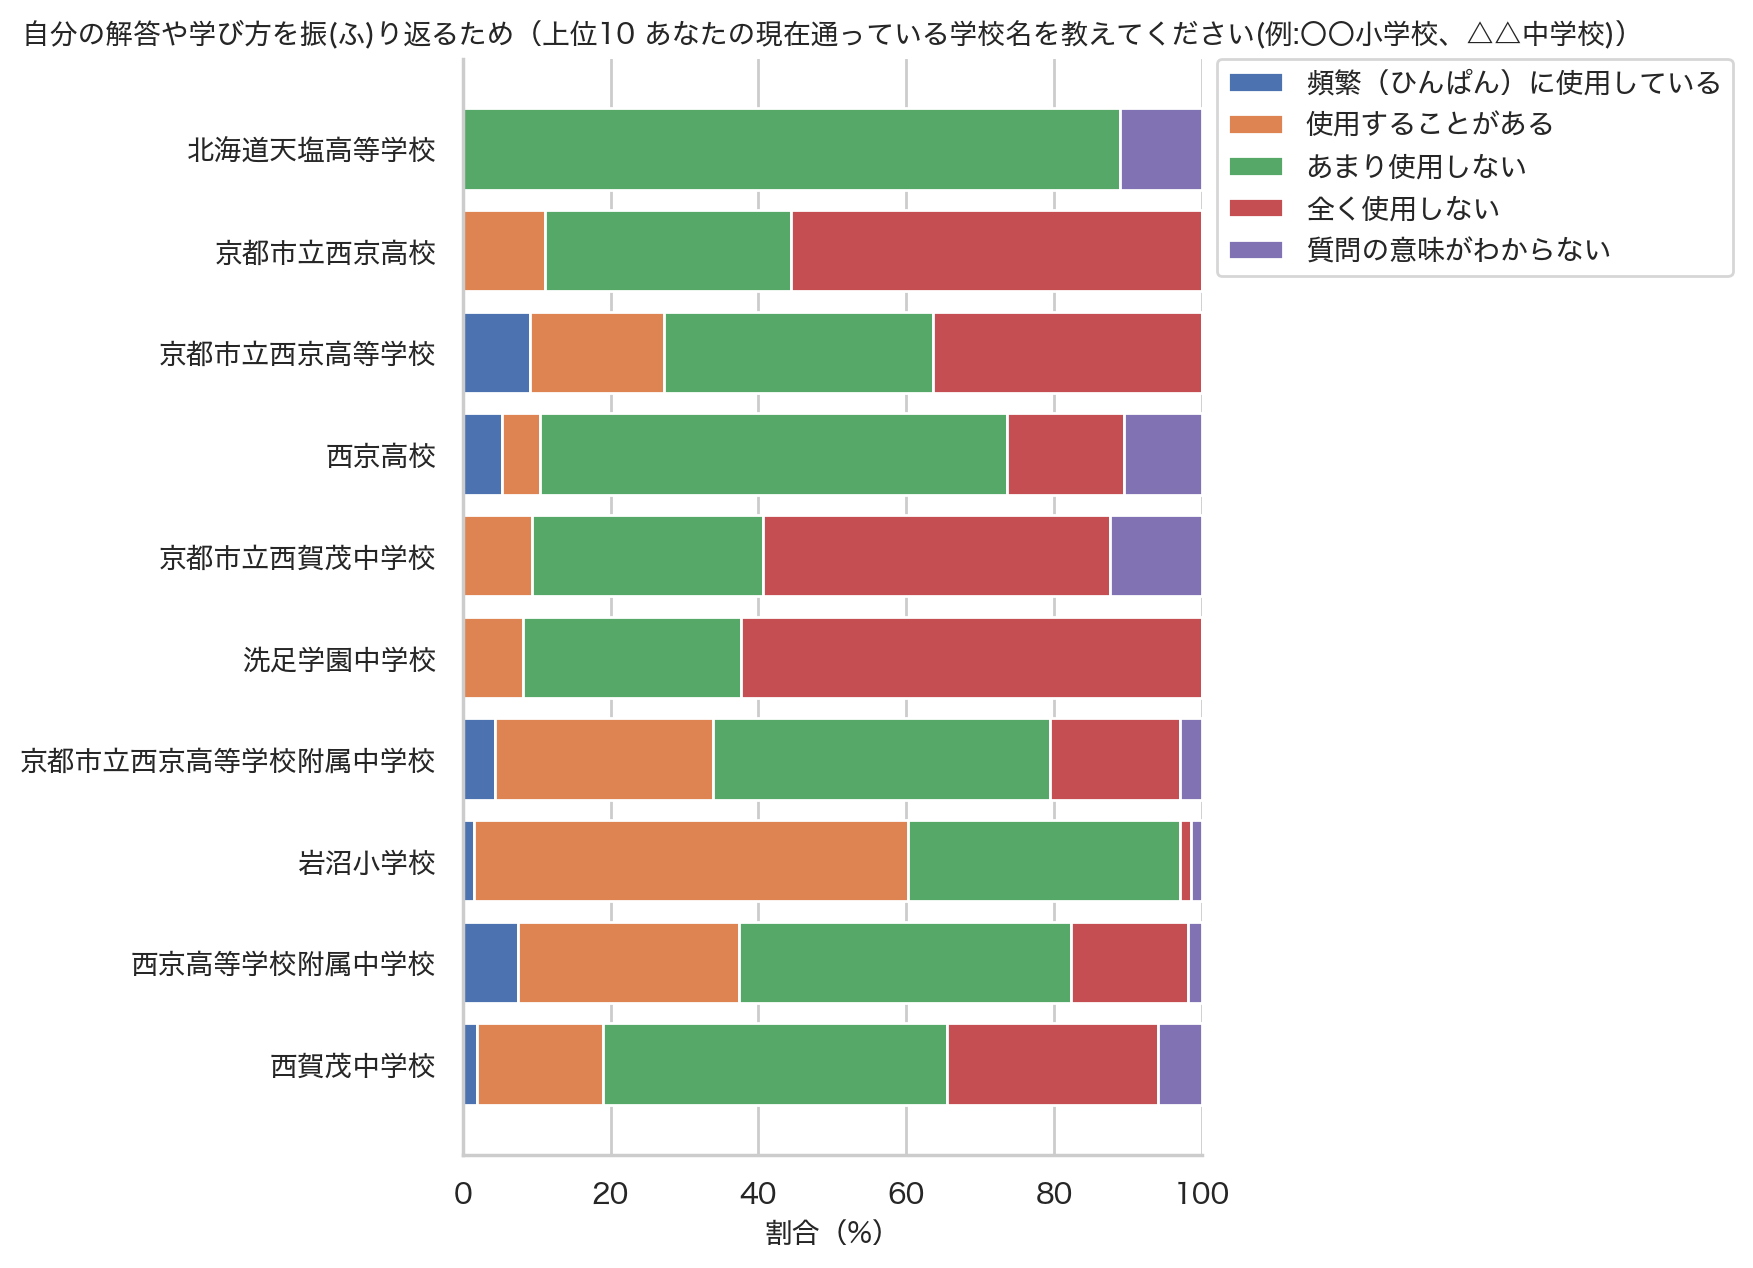 自分の解答や学び方を振(ふ)り返るため（上位10 あなたの現在通っている学校名を教えてください(例:〇〇小学校、△△中学校)）
頻繁（ひんぱん）に使用している
使用することがある
あまり使用しない
全く使用しない
質問の意味がわからない
北海道天塩高等学校
京都市立西京高校
京都市立西京高等学校
西京高校
京都市立西賀茂中学校
洗足学園中学校
京都市立西京高等学校附属中学校
岩沼小学校
西京高等学校附属中学校
西賀茂中学校
0 20 40 60 80 100
割合（%）